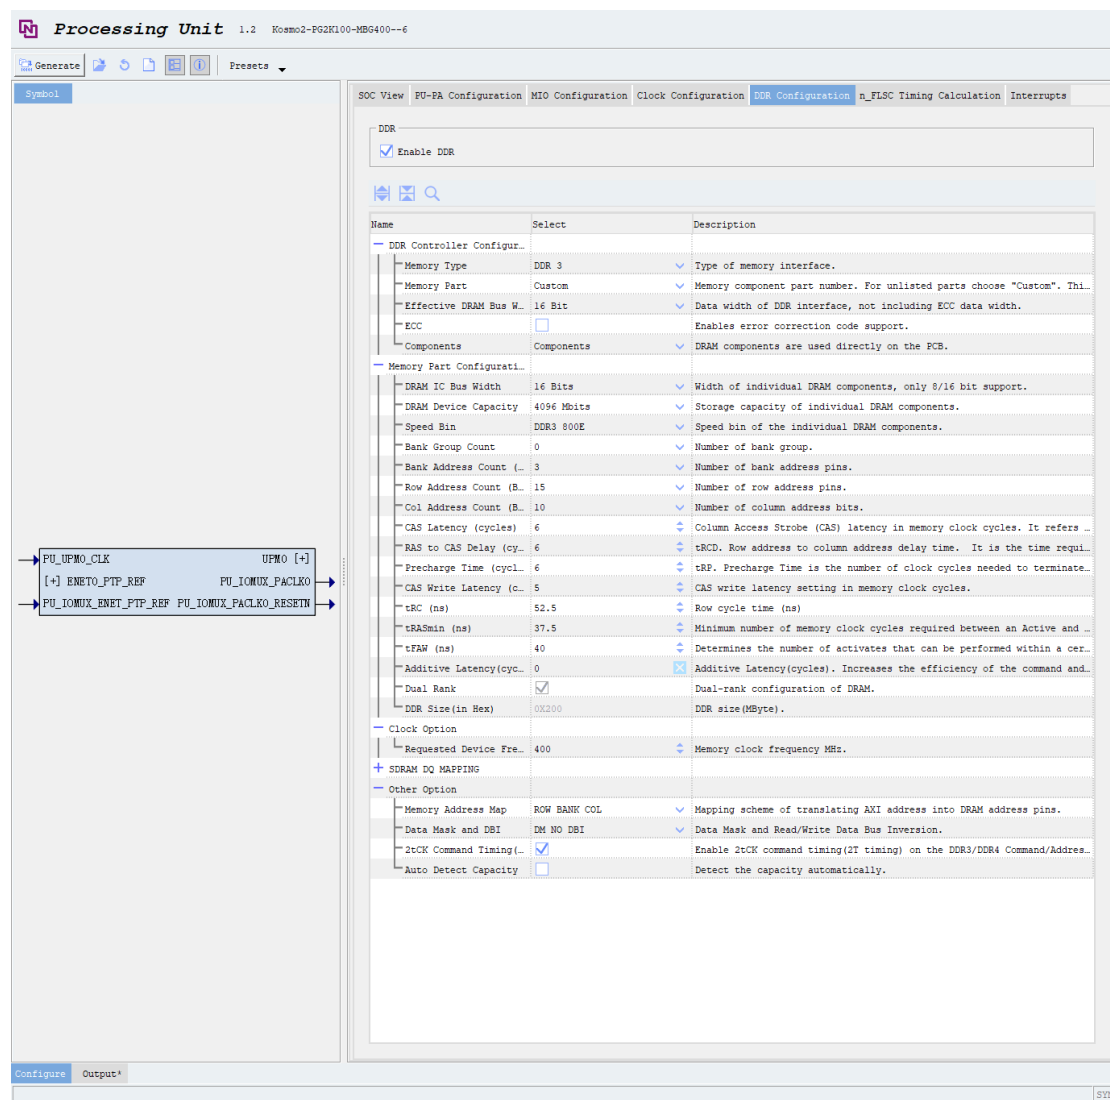 Processing Unit 1.2 Kosmo2-PG2K100-MBG400--6
Generate Presets
Symbol
SOC View PU-PA Configuration MIO Configuration Clock Configuration DDR Configuration n_FLSC Timing Calculation Interrupts
DDR
Enable DDR
Name Select Description
DDR Controller Configur…
Memory Type DDR 3 Type of memory interface.
Memory Part Custom Memory component part number. For unlisted parts choose "Custom". Thi…
Effective DRAM Bus W… 16 Bit Data width of DDR interface, not including ECC data width.
ECC Enables error correction code support.
Components Components DRAM components are used directly on the PCB.
Memory Part Configurati…
DRAM IC Bus Width 16 Bits Width of individual DRAM components, only 8/16 bit support.
DRAM Device Capacity 4096 Mbits Storage capacity of individual DRAM components.
Speed Bin DDR3 800E Speed bin of the individual DRAM components.
Bank Group Count 0 Number of bank group.
Bank Address Count (… 3 Number of bank address pins.
Row Address Count (B… 15 Number of row address pins.
Col Address Count (B… 10 Number of column address bits.
CAS Latency (cycles) 6 Column Access Strobe (CAS) latency in memory clock cycles. It refers …
RAS to CAS Delay (cy… 6 tRCD. Row address to column address delay time. It is the time requi…
Precharge Time (cycl… 6 tRP. Precharge Time is the number of clock cycles needed to terminate…
CAS Write Latency (c… 5 CAS write latency setting in memory clock cycles.
tRC (ns) 52.5 Row cycle time (ns)
tRASmin (ns) 37.5 Minimum number of memory clock cycles required between an Active and …
tFAW (ns) 40 Determines the number of activates that can be performed within a cer…
Additive Latency(cyc… 0 Additive Latency(cycles). Increases the efficiency of the command and…
Dual Rank Dual-rank configuration of DRAM.
DDR Size(in Hex) 0X200 DDR size(MByte).
Clock Option
Requested Device Fre… 400 Memory clock frequency MHz.
SDRAM DQ MAPPING
Other Option
Memory Address Map ROW BANK COL Mapping scheme of translating AXI address into DRAM address pins.
Data Mask and DBI DM NO DBI Data Mask and Read/Write Data Bus Inversion.
2tCK Command Timing(… Enable 2tCK command timing(2T timing) on the DDR3/DDR4 Command/Addres…
Auto Detect Capacity Detect the capacity automatically.
PU_UPMO_CLK UPMO [+]
[+] ENETO_PTP_REF PU_IOMUX_PACLKO
PU_IOMUX_ENET_PTP_REF PU_IOMUX_PACLKO_RESETN
Configure Output*